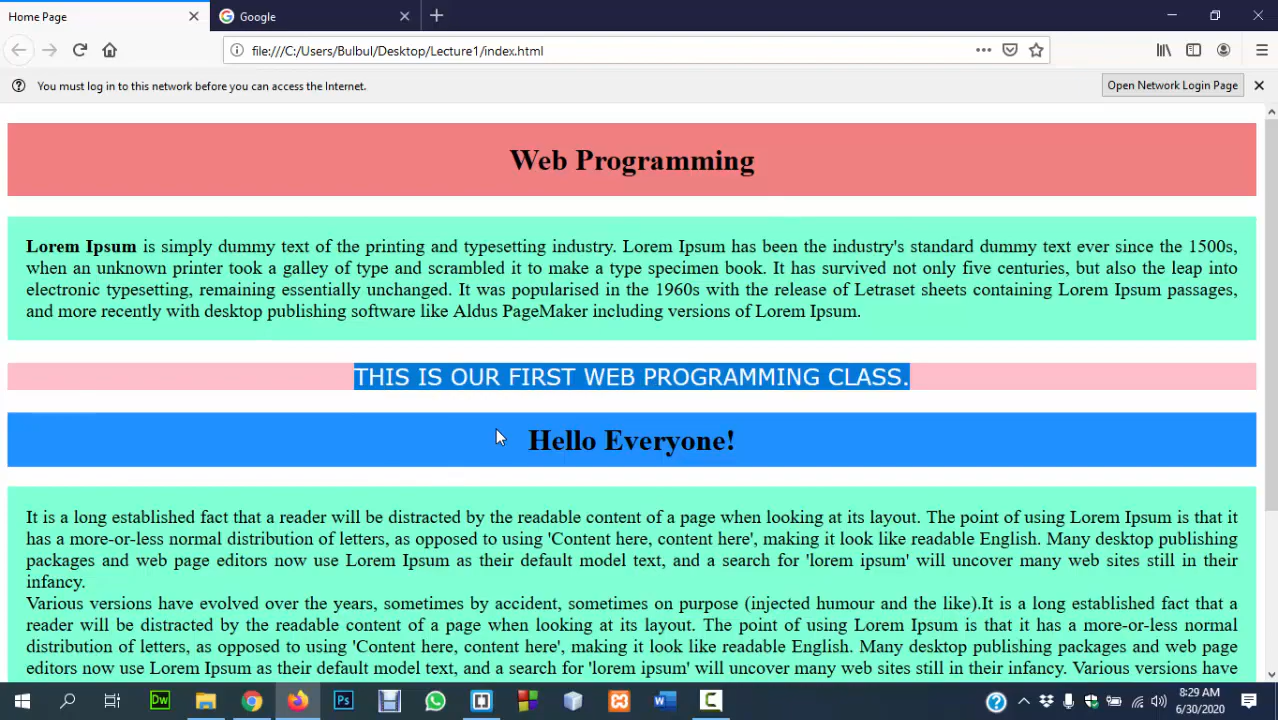 Home Page
Google
file:///C:/Users/Bulbul/Desktop/Lecture1/index.html
You must log in to this network before you can access the Internet.
Open Network Login Page
Web Programming
Lorem Ipsum is simply dummy text of the printing and typesetting industry. Lorem Ipsum has been the industry's standard dummy text ever since the 1500s,
when an unknown printer took a galley of type and scrambled it to make a type specimen book. It has survived not only five centuries, but also the leap into
electronic typesetting, remaining essentially unchanged. It was popularised in the 1960s with the release of Letraset sheets containing Lorem Ipsum passages,
and more recently with desktop publishing software like Aldus PageMaker including versions of Lorem Ipsum.
THIS IS OUR FIRST WEB PROGRAMMING CLASS.
Hello Everyone!
It is a long established fact that a reader will be distracted by the readable content of a page when looking at its layout. The point of using Lorem Ipsum is that it
has a more-or-less normal distribution of letters, as opposed to using 'Content here, content here', making it look like readable English. Many desktop publishing
packages and web page editors now use Lorem Ipsum as their default model text, and a search for 'lorem ipsum' will uncover many web sites still in their
infancy.
Various versions have evolved over the years, sometimes by accident, sometimes on purpose (injected humour and the like).It is a long established fact that a
reader will be distracted by the readable content of a page when looking at its layout. The point of using Lorem Ipsum is that it has a more-or-less normal
distribution of letters, as opposed to using 'Content here, content here', making it look like readable English. Many desktop publishing packages and web page
editors now use Lorem Ipsum as their default model text, and a search for 'lorem ipsum' will uncover many web sites still in their infancy. Various versions have
Dw
Ps
8:29 AM
6/30/2020